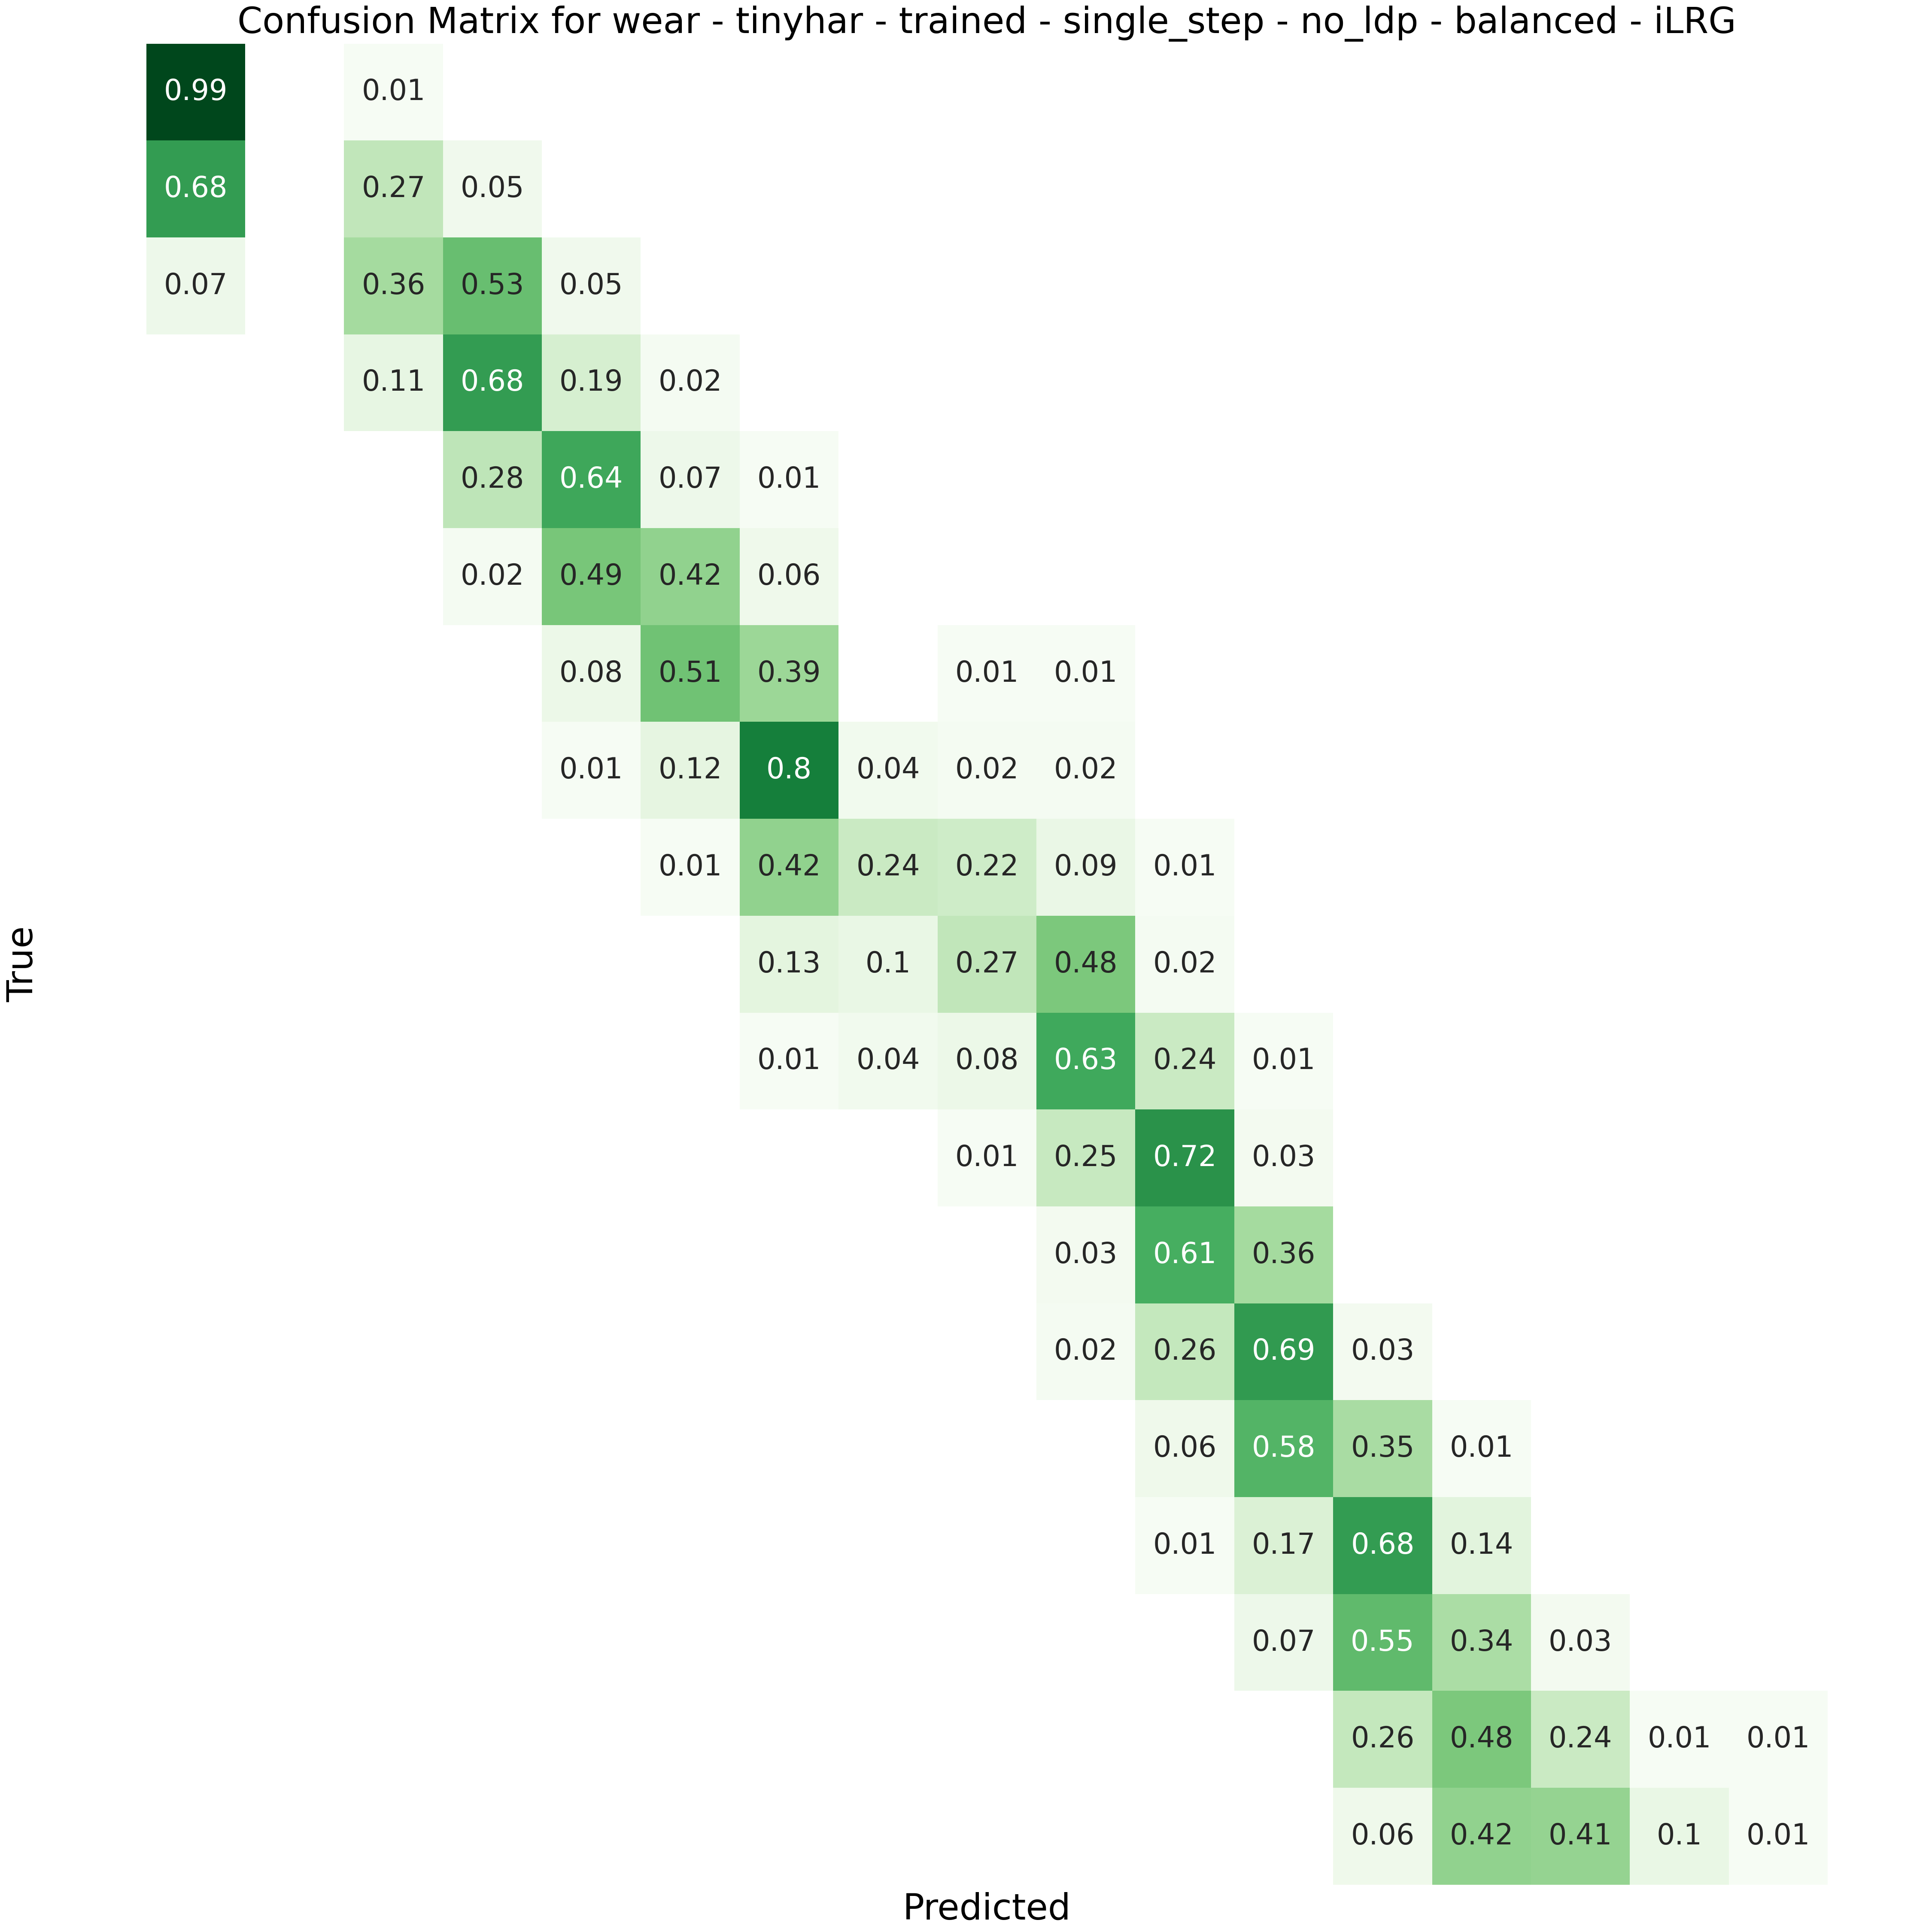 Confusion Matrix for wear - tinyhar - trained - single_step - no_ldp - balanced - iLRG
0.99 0.01
0.68 0.27 0.05
0.07 0.36 0.53 0.05
0.11 0.68 0.19 0.02
0.28 0.64 0.07 0.01
0.02 0.49 0.42 0.06
0.08 0.51 0.39 0.01 0.01
0.01 0.12 0.8 0.04 0.02 0.02
0.01 0.42 0.24 0.22 0.09 0.01
True
0.13 0.1 0.27 0.48 0.02
0.01 0.04 0.08 0.63 0.24 0.01
0.01 0.25 0.72 0.03
0.03 0.61 0.36
0.02 0.26 0.69 0.03
0.06 0.58 0.35 0.01
0.01 0.17 0.68 0.14
0.07 0.55 0.34 0.03
0.26 0.48 0.24 0.01 0.01
0.06 0.42 0.41 0.1 0.01
Predicted